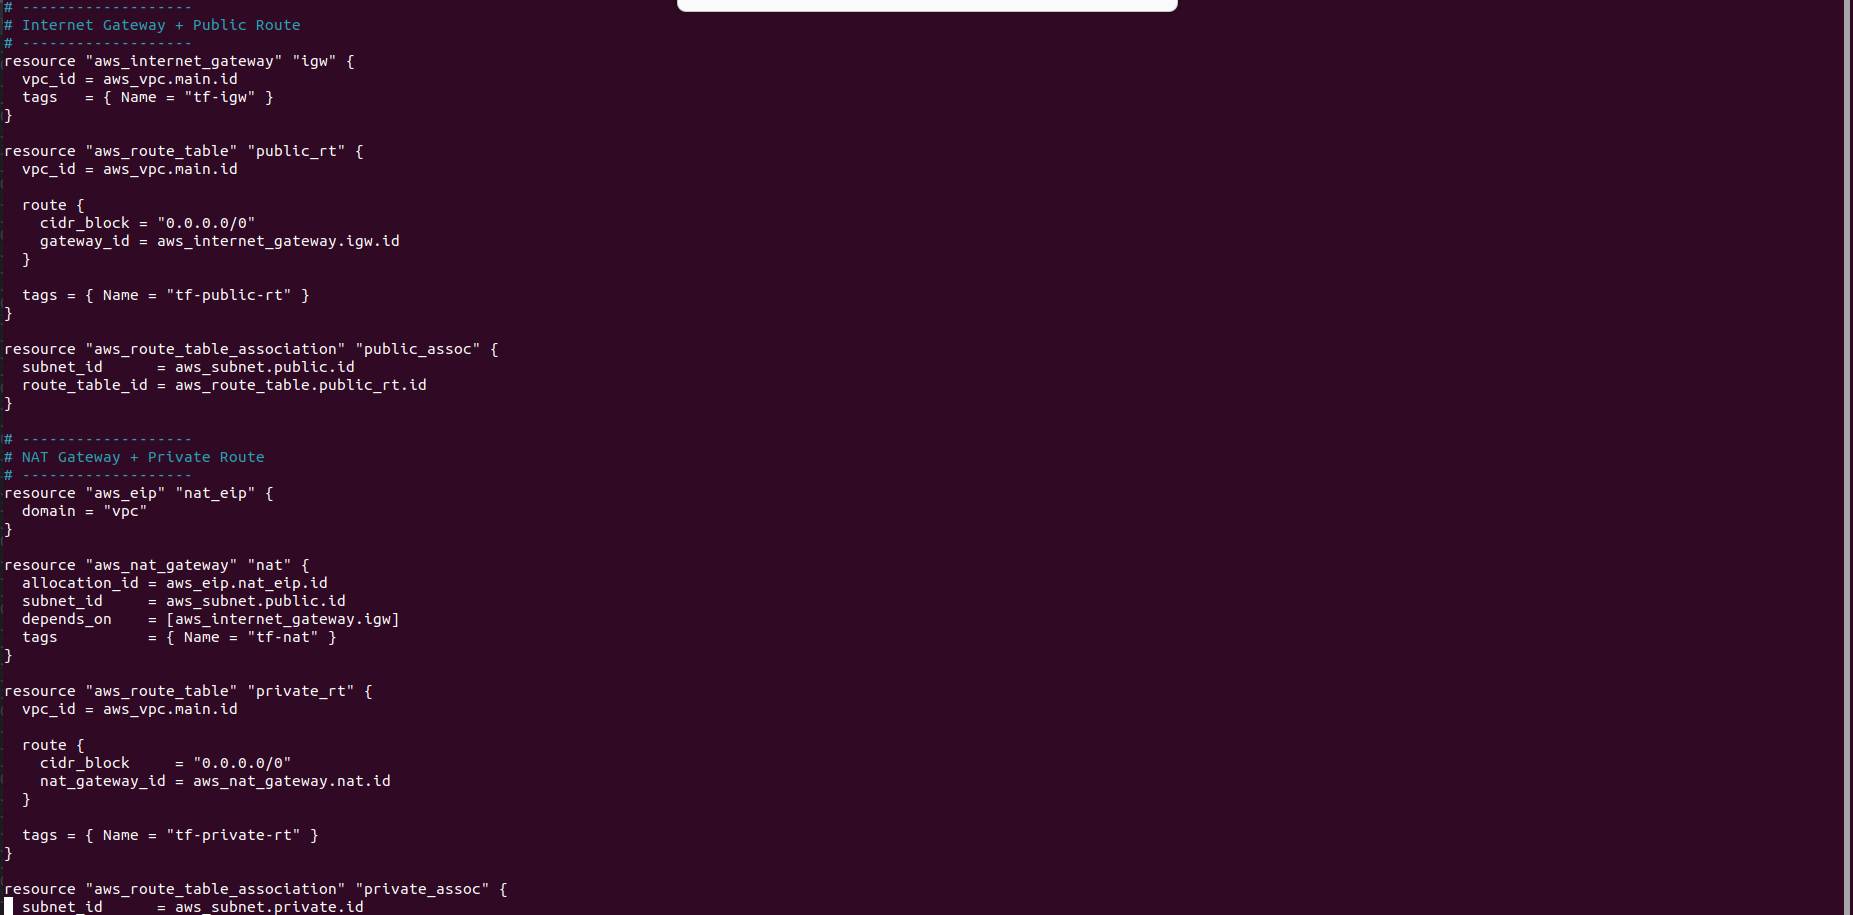 # -------------------
# Internet Gateway + Public Route
# -------------------
resource "aws_internet_gateway" "igw" {
  vpc_id = aws_vpc.main.id
  tags   = { Name = "tf-igw" }
}

resource "aws_route_table" "public_rt" {
  vpc_id = aws_vpc.main.id

  route {
    cidr_block = "0.0.0.0/0"
    gateway_id = aws_internet_gateway.igw.id
  }

  tags = { Name = "tf-public-rt" }
}

resource "aws_route_table_association" "public_assoc" {
  subnet_id      = aws_subnet.public.id
  route_table_id = aws_route_table.public_rt.id
}

# -------------------
# NAT Gateway + Private Route
# -------------------
resource "aws_eip" "nat_eip" {
  domain = "vpc"
}

resource "aws_nat_gateway" "nat" {
  allocation_id = aws_eip.nat_eip.id
  subnet_id     = aws_subnet.public.id
  depends_on    = [aws_internet_gateway.igw]
  tags          = { Name = "tf-nat" }
}

resource "aws_route_table" "private_rt" {
  vpc_id = aws_vpc.main.id

  route {
    cidr_block     = "0.0.0.0/0"
    nat_gateway_id = aws_nat_gateway.nat.id
  }

  tags = { Name = "tf-private-rt" }
}

resource "aws_route_table_association" "private_assoc" {
  subnet_id      = aws_subnet.private.id